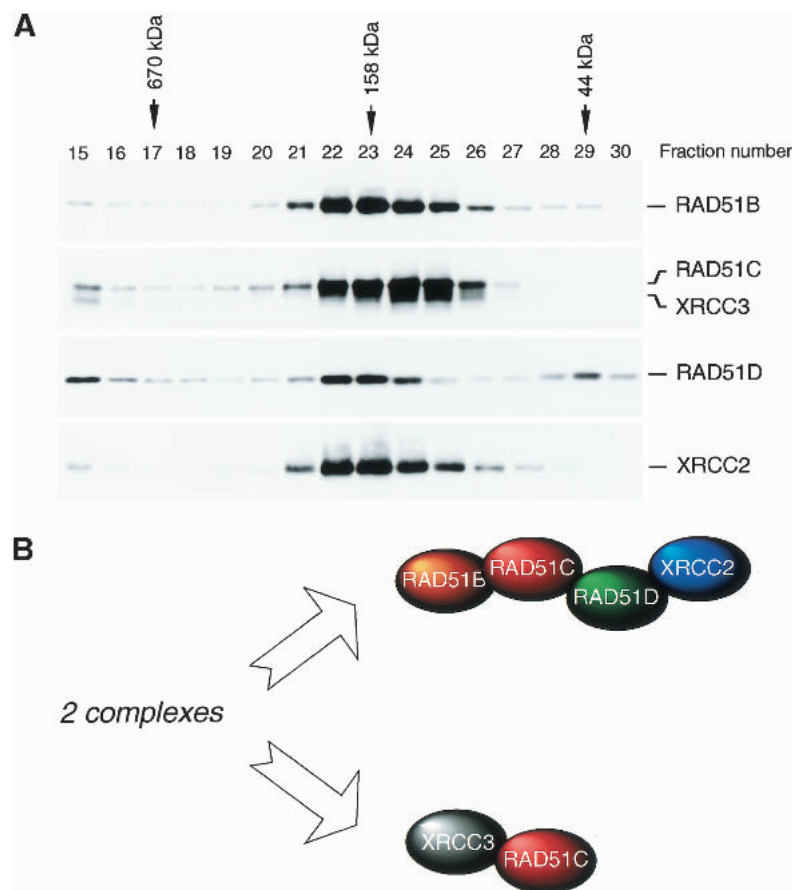 A
670 kDa
158 kDa
44 kDa
15 16 17 18 19 20 21 22 23 24 25 26 27 28 29 30 Fraction number
RAD51B
RAD51C
XRCC3
RAD51D
XRCC2
B
RAD51B RAD51C RAD51D XRCC2
2 complexes
XRCC3 RAD51C